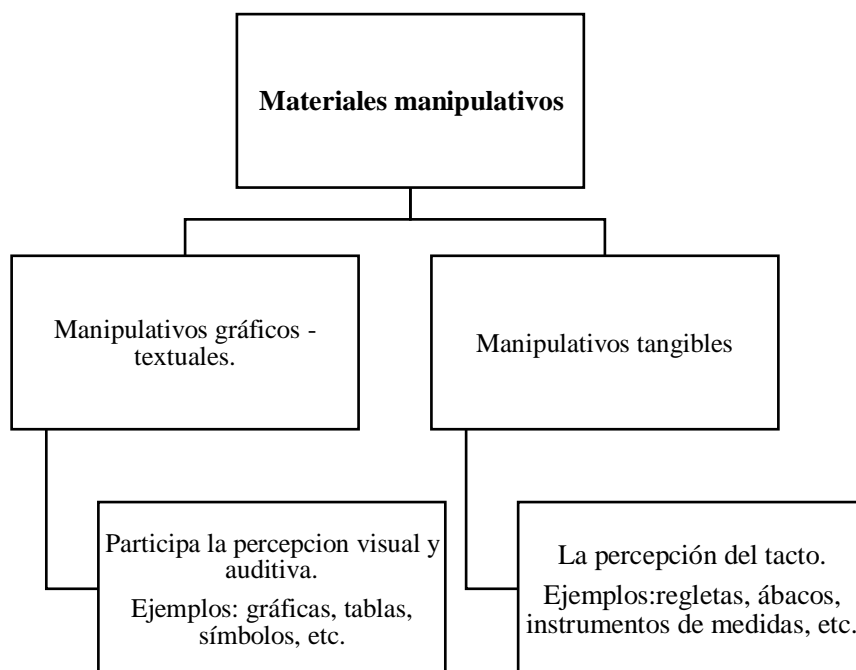 Materiales manipulativos
Manipulativos gráficos -
textuales.
Manipulativos tangibles
Participa la percepcion visual y
auditiva.
Ejemplos: gráficas, tablas,
símbolos, etc.
La percepción del tacto.
Ejemplos:regletas, ábacos,
instrumentos de medidas, etc.